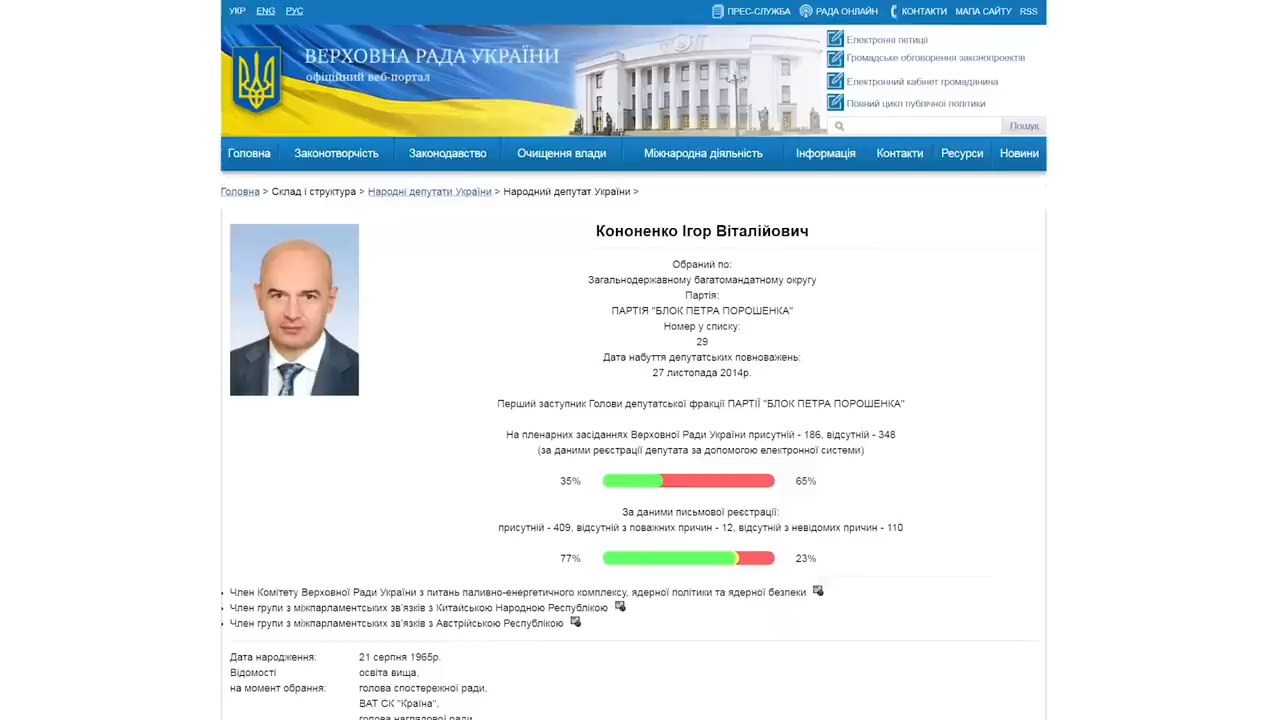 УКР ENG РУС ПРЕС-СЛУЖБА РАДА ОНЛАЙН КОНТАКТИ МАПА САЙТУ RSS
ВЕРХОВНА РАДА УКРАЇНИ
офіційний веб-портал
Електронні петиції
Громадське обговорення законопроектів
Електронний кабінет громадянина
Повний цикл публічної політики
Пошук
Головна Законотворчість Законодавство Очищення влади Міжнародна діяльність Інформація Контакти Ресурси Новини
Головна > Склад і структура > Народні депутати України > Народний депутат України >
Кононенко Ігор Віталійович
Обраний по:
Загальнодержавному багатомандатному округу
Партія:
ПАРТІЯ "БЛОК ПЕТРА ПОРОШЕНКА"
Номер у списку:
29
Дата набуття депутатських повноважень:
27 листопада 2014р.
Перший заступник Голови депутатської фракції ПАРТІЇ "БЛОК ПЕТРА ПОРОШЕНКА"
На пленарних засіданнях Верховної Ради України присутній - 186, відсутній - 348
(за даними реєстрації депутата за допомогою електронної системи)
35% 65%
За даними письмової реєстрації:
присутній - 409, відсутній з поважних причин - 12, відсутній з невідомих причин - 110
77% 23%
Член Комітету Верховної Ради України з питань паливно-енергетичного комплексу, ядерної політики та ядерної безпеки
Член групи з міжпарламентських зв'язків з Китайською Народною Республікою
Член групи з міжпарламентських зв'язків з Австрійською Республікою
Дата народження: 21 серпня 1965р.
Відомості освіта вища,
на момент обрання: голова спостережної ради,
ВАТ СК "Країна",
голова наглядової ради